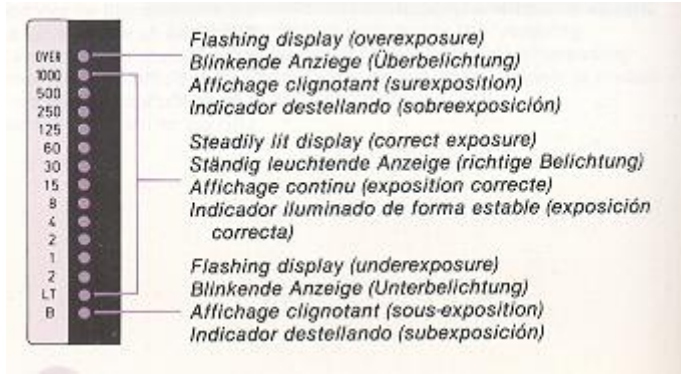 OVER
1000
500
250
125
60
30
15
8
4
2
1
2
LT
B
Flashing display (overexposure)
Blinkende Anziege (Überbelichtung)
Affichage clignotant (surexposition)
Indicador destellando (sobreexposición)
Steadily lit display (correct exposure)
Ständig leuchtende Anzeige (richtige Belichtung)
Affichage continu (exposition correcte)
Indicador iluminado de forma estable (exposición
correcta)
Flashing display (underexposure)
Blinkende Anzeige (Unterbelichtung)
Affichage clignotant (sous-exposition)
Indicador destellando (subexposición)